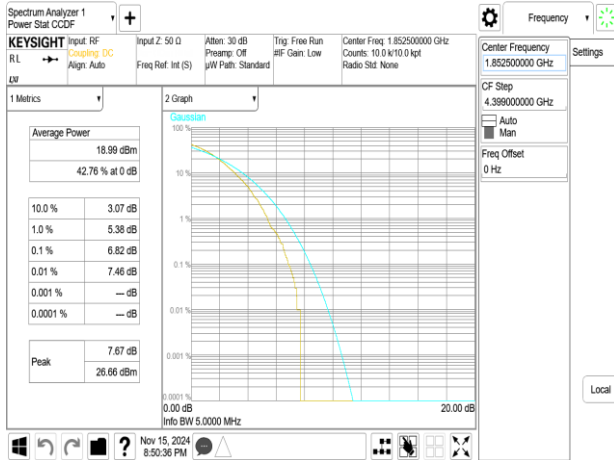 Spectrum Analyzer 1
Power Stat CCDF
Frequency
KEYSIGHT
RL
Input: RF
Coupling: DC
Align: Auto
Input Z: 50 Ω
Freq Ref: Int (S)
Atten: 30 dB
Preamp: Off
µW Path: Standard
Trig: Free Run
#IF Gain: Low
Center Freq: 1.852500000 GHz
Counts: 10.0 k/10.0 kpt
Radio Std: None
Center Frequency
1.852500000 GHz
Settings
CF Step
4.399000000 GHz
Auto
Man
Freq Offset
0 Hz
Local
1 Metrics
Average Power
18.99 dBm
42.76 % at 0 dB
10.0 % 3.07 dB
1.0 % 5.38 dB
0.1 % 6.82 dB
0.01 % 7.46 dB
0.001 % --- dB
0.0001 % --- dB
Peak 7.67 dB
26.66 dBm
2 Graph
Gaussian
100 %
10 %
1 %
0.1 %
0.01 %
0.001 %
0.0001 %
0.00 dB 20.00 dB
Info BW 5.0000 MHz
?
Nov 15, 2024
8:50:36 PM